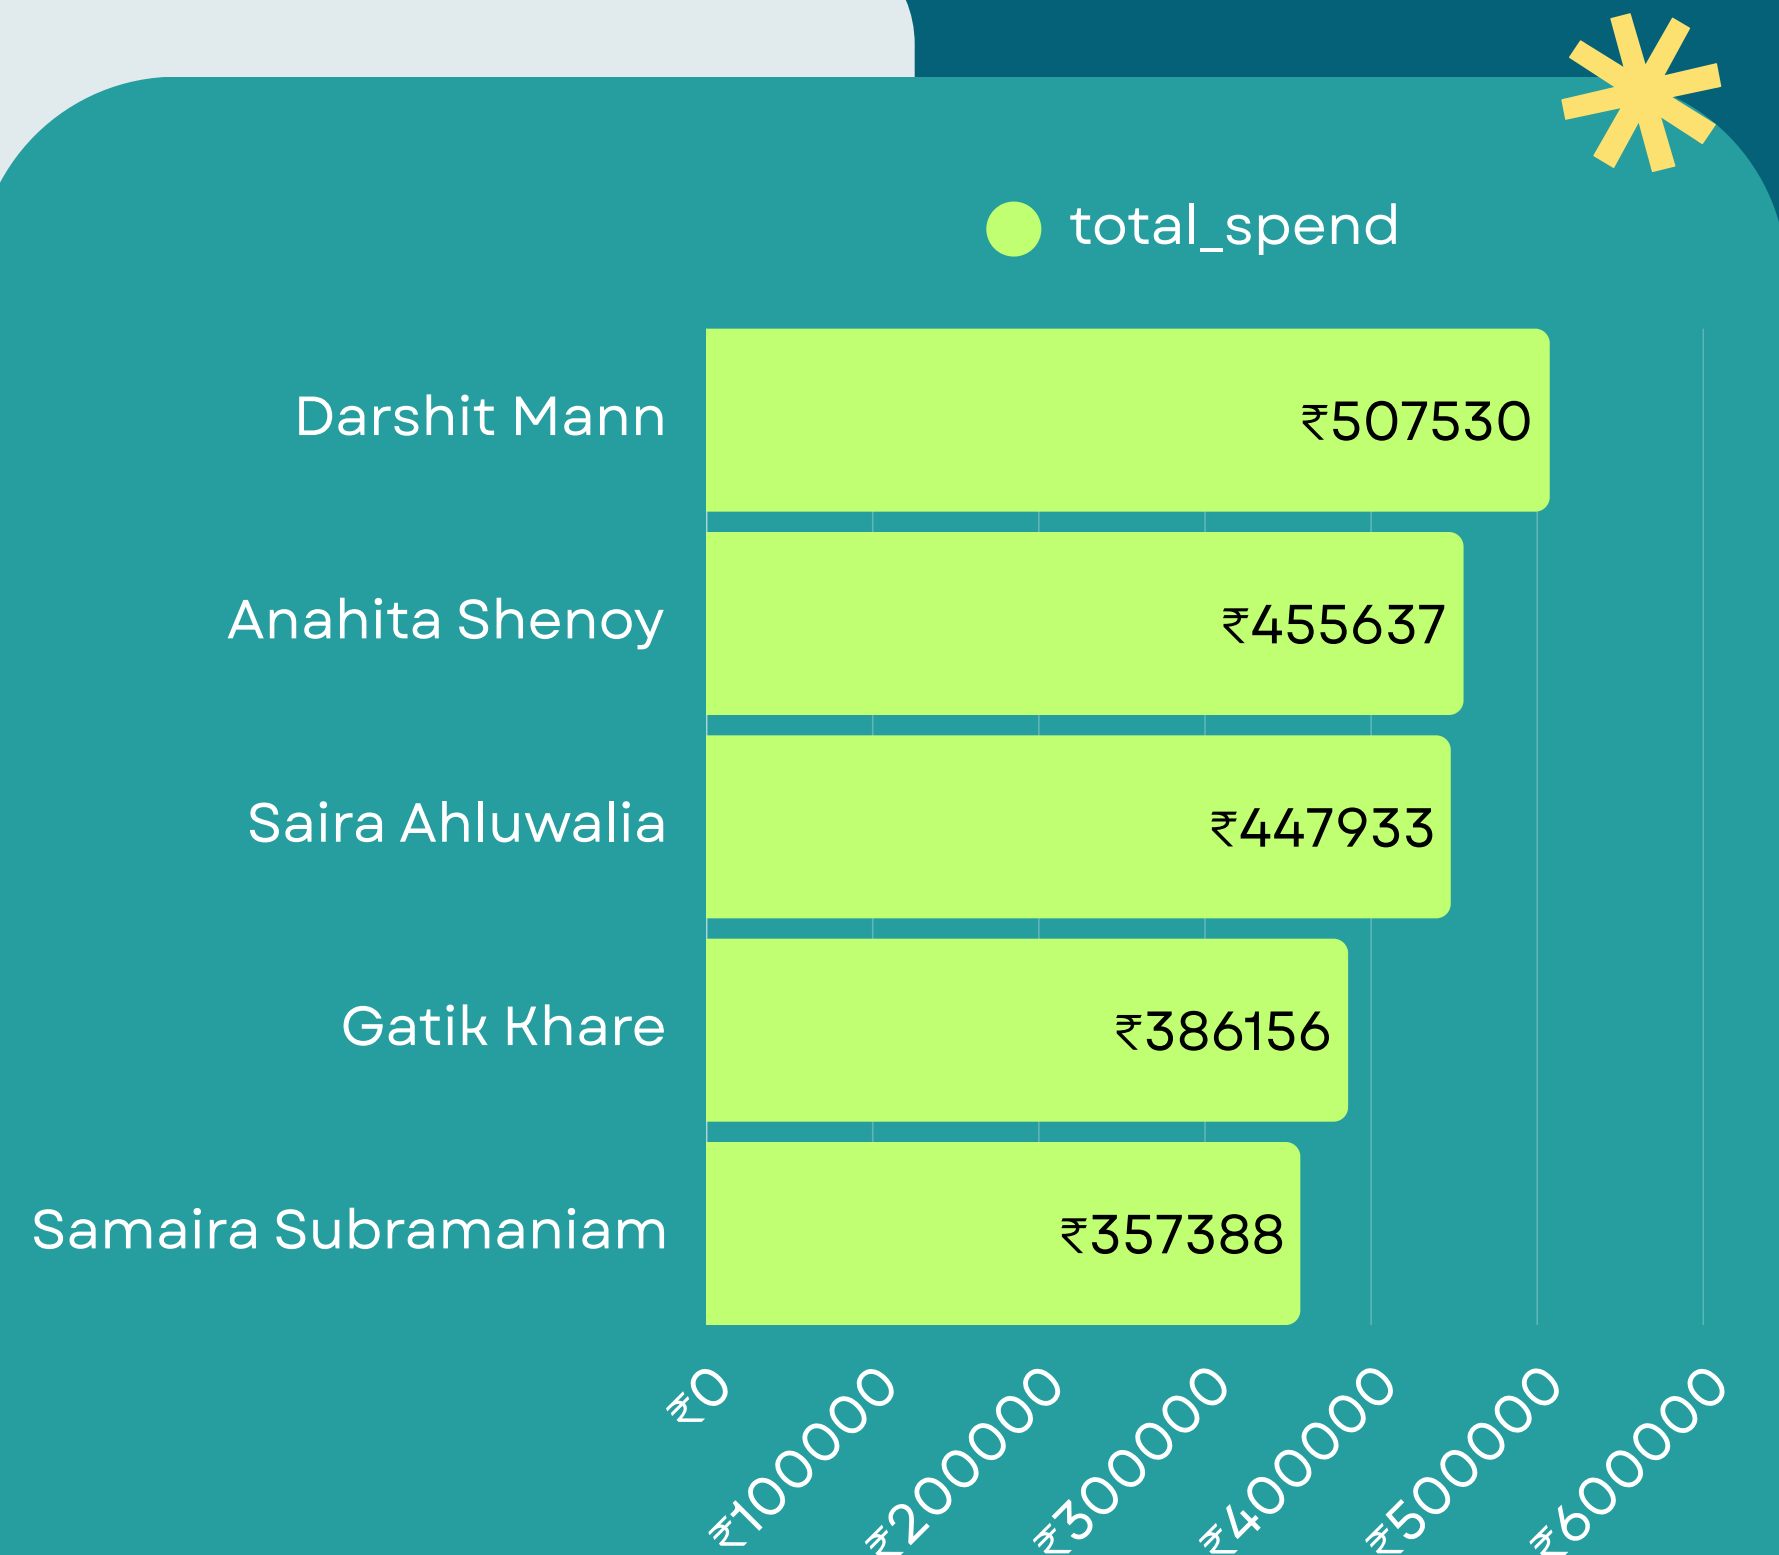 total_spend
Darshit Mann
₹507530
Anahita Shenoy
₹455637
Saira Ahluwalia
₹447933
Gatik Khare
₹386156
Samaira Subramaniam
₹357388
₹0
₹100000
₹200000
₹300000
₹400000
₹500000
₹600000